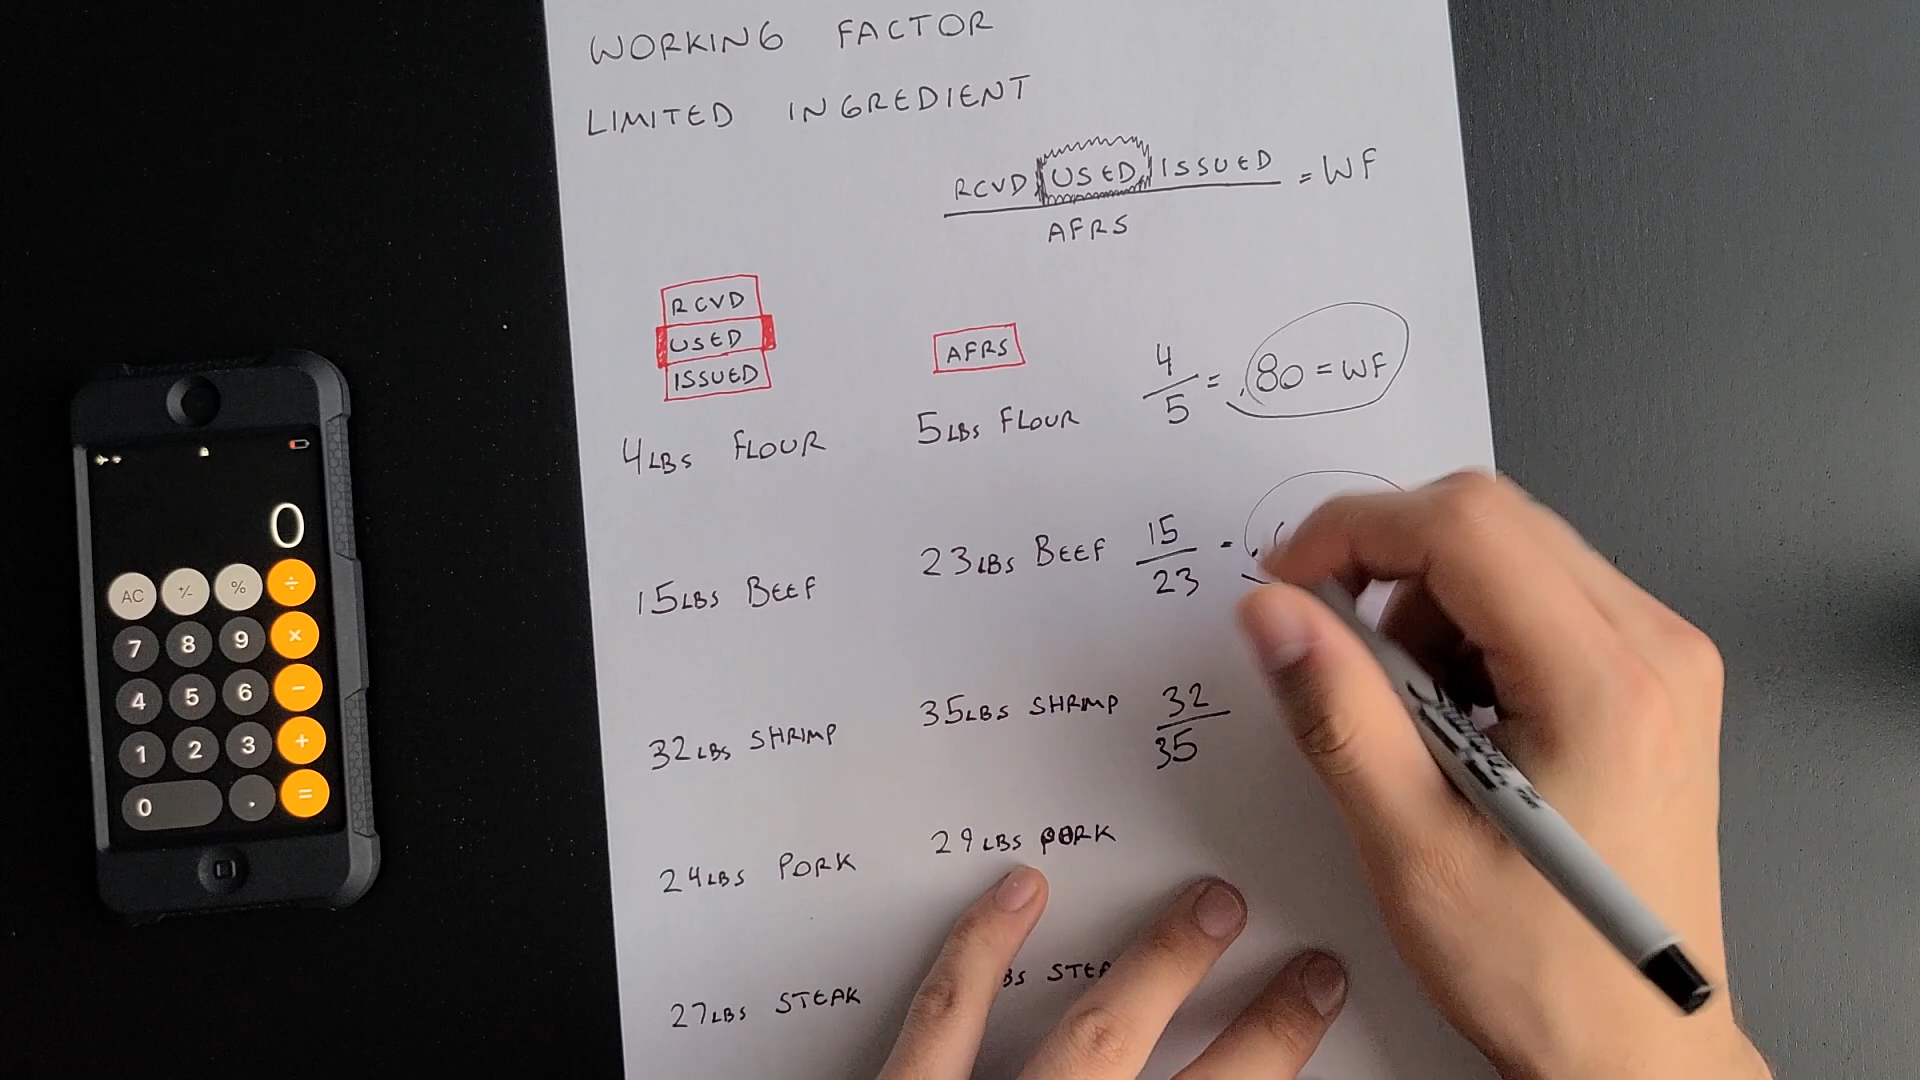 WORKING FACTOR
LIMITED INGREDIENT
RCVD USED ISSUED = WF
AFRS
RCVD
USED
ISSUED
AFRS
4/5 = .80 = WF
4LBS FLOUR
5LBS FLOUR
15LBS BEEF
23LBS BEEF
15/23 = .
32LBS SHRIMP
35LBS SHRIMP
32/35
24LBS PORK
29LBS PORK
27LBS STEAK
0
AC +/- % ÷
7 8 9 ×
4 5 6 −
1 2 3 +
0 . =